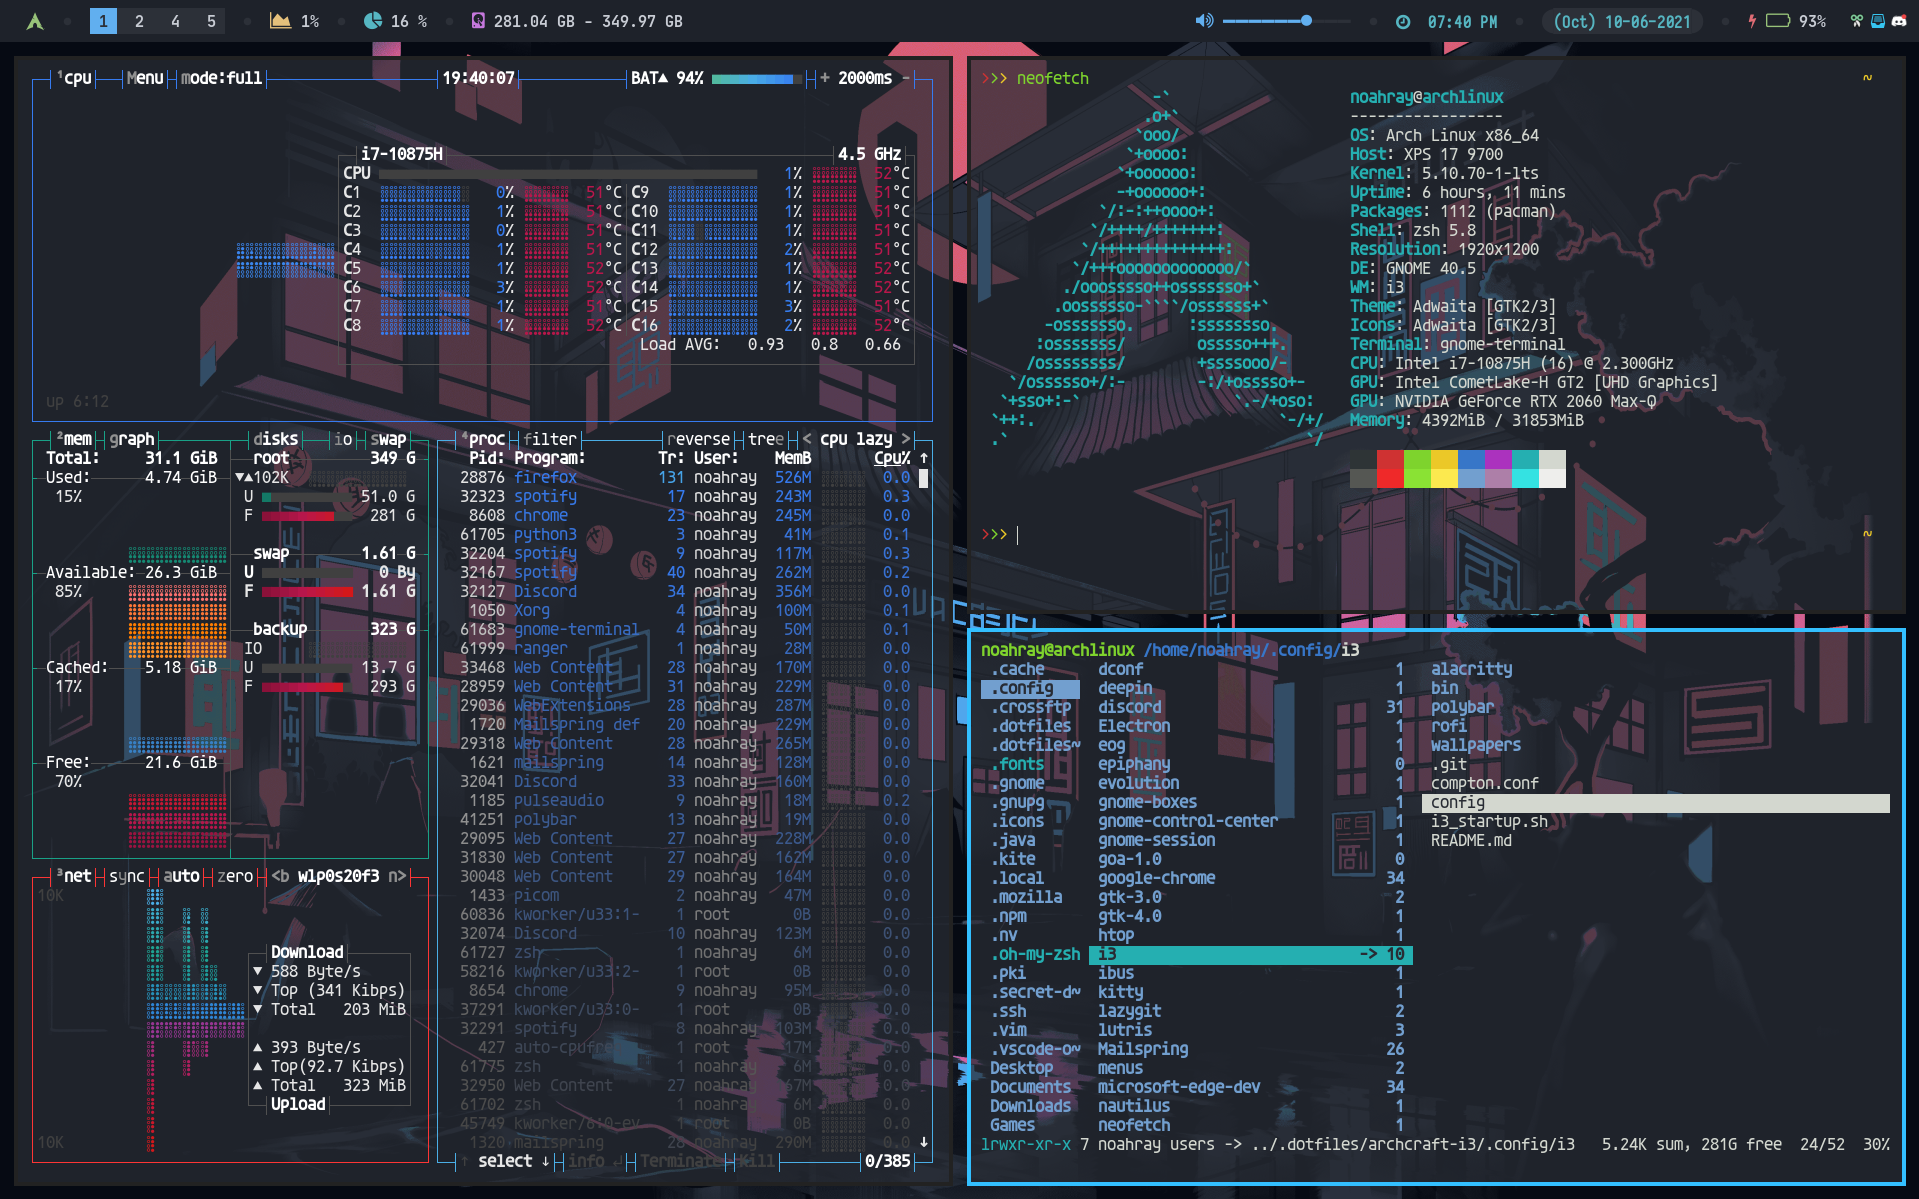 1 2 4 5 1% 16 % 281.04 GB - 349.97 GB 07:40 PM (Oct) 10-06-2021 93%
¹cpu Menu mode:full 19:40:07 BAT▲ 94% + 2000ms -
i7-10875H 4.5 GHz
CPU 1% 52°C
C1 0% 51°C C9 1% 51°C
C2 1% 51°C C10 1% 51°C
C3 0% 51°C C11 1% 51°C
C4 1% 51°C C12 2% 51°C
C5 1% 52°C C13 1% 52°C
C6 3% 52°C C14 1% 52°C
C7 1% 51°C C15 3% 51°C
C8 1% 52°C C16 2% 52°C
Load AVG: 0.93 0.8 0.66
up 6:12
²mem graph disks io swap
Total: 31.1 GiB
Used: 4.74 GiB
15%
Available: 26.3 GiB
85%
Cached: 5.18 GiB
17%
Free: 21.6 GiB
70%
root 349 G
▼▲102K
U 51.0 G
F 281 G
swap 1.61 G
U 0 By
F 1.61 G
backup 323 G
IO
U 13.7 G
F 293 G
³net sync auto zero <b wlp0s20f3 n>
10K
Download
▼ 588 Byte/s
▼ Top (341 Kibps)
▼ Total 203 MiB
▲ 393 Byte/s
▲ Top(92.7 Kibps)
▲ Total 323 MiB
Upload
10K
⁴proc filter reverse tree < cpu lazy >
Pid: Program: Tr: User: MemB Cpu% ↑
28876 firefox 131 noahray 526M 0.0
32323 spotify 17 noahray 243M 0.3
8608 chrome 23 noahray 245M 0.0
61705 python3 3 noahray 41M 0.1
32204 spotify 9 noahray 117M 0.3
32167 spotify 40 noahray 262M 0.2
32127 Discord 34 noahray 356M 0.0
1050 Xorg 4 noahray 100M 0.1
61683 gnome-terminal 4 noahray 50M 0.1
61999 ranger 1 noahray 28M 0.0
33468 Web Content 28 noahray 170M 0.0
28959 Web Content 31 noahray 229M 0.0
29036 WebExtensions 28 noahray 287M 0.0
1720 Mailspring def 20 noahray 229M 0.0
29318 Web Content 28 noahray 265M 0.0
1621 mailspring 14 noahray 128M 0.0
32041 Discord 33 noahray 160M 0.0
1185 pulseaudio 9 noahray 18M 0.2
41251 polybar 13 noahray 19M 0.0
29095 Web Content 27 noahray 228M 0.0
31830 Web Content 27 noahray 162M 0.0
30048 Web Content 29 noahray 164M 0.0
1433 picom 2 noahray 47M 0.0
60836 kworker/u33:1- 1 root 0B 0.0
32074 Discord 10 noahray 123M 0.0
61727 zsh 1 noahray 6M 0.0
58216 kworker/u33:2- 1 root 0B 0.0
8654 chrome 9 noahray 95M 0.0
37291 kworker/u33:0- 1 root 0B 0.0
32291 spotify 8 noahray 103M 0.0
427 auto-cpufre 1 root 17M 0.0
61775 zsh 1 noahray 6M 0.0
32950 Web Content 27 noahray 67M 0.0
61702 zsh 1 noahray 6M 0.0
45749 kworker/6:0-ev 1 root 0B 0.0
1320 mailspring 28 noahray 290M 0.0 ↓
↑ select ↓ info ↲ Terminate Kill 0/385
>>> neofetch ~
noahray@archlinux
-----------------
OS: Arch Linux x86_64
Host: XPS 17 9700
Kernel: 5.10.70-1-lts
Uptime: 6 hours, 11 mins
Packages: 1112 (pacman)
Shell: zsh 5.8
Resolution: 1920x1200
DE: GNOME 40.5
WM: i3
Theme: Adwaita [GTK2/3]
Icons: Adwaita [GTK2/3]
Terminal: gnome-terminal
CPU: Intel i7-10875H (16) @ 2.300GHz
GPU: Intel CometLake-H GT2 [UHD Graphics]
GPU: NVIDIA GeForce RTX 2060 Max-Q
Memory: 4392MiB / 31853MiB
>>> ~
noahray@archlinux /home/noahray/.config/i3
.cache dconf 1 alacritty
.config deepin 1 bin
.crossftp discord 31 polybar
.dotfiles Electron 1 rofi
.dotfiles~ eog 1 wallpapers
.fonts epiphany 0 .git
.gnome evolution 1 compton.conf
.gnupg gnome-boxes 1 config
.icons gnome-control-center 1 i3_startup.sh
.java gnome-session 1 README.md
.kite goa-1.0 0
.local google-chrome 34
.mozilla gtk-3.0 2
.npm gtk-4.0 1
.nv htop 1
.oh-my-zsh i3 -> 10
.pki ibus 1
.secret-d~ kitty 1
.ssh lazygit 2
.vim lutris 3
.vscode-o~ Mailspring 26
Desktop menus 2
Documents microsoft-edge-dev 34
Downloads nautilus 1
Games neofetch 1
lrwxr-xr-x 7 noahray users -> ../.dotfiles/archcraft-i3/.config/i3 5.24K sum, 281G free 24/52 30%